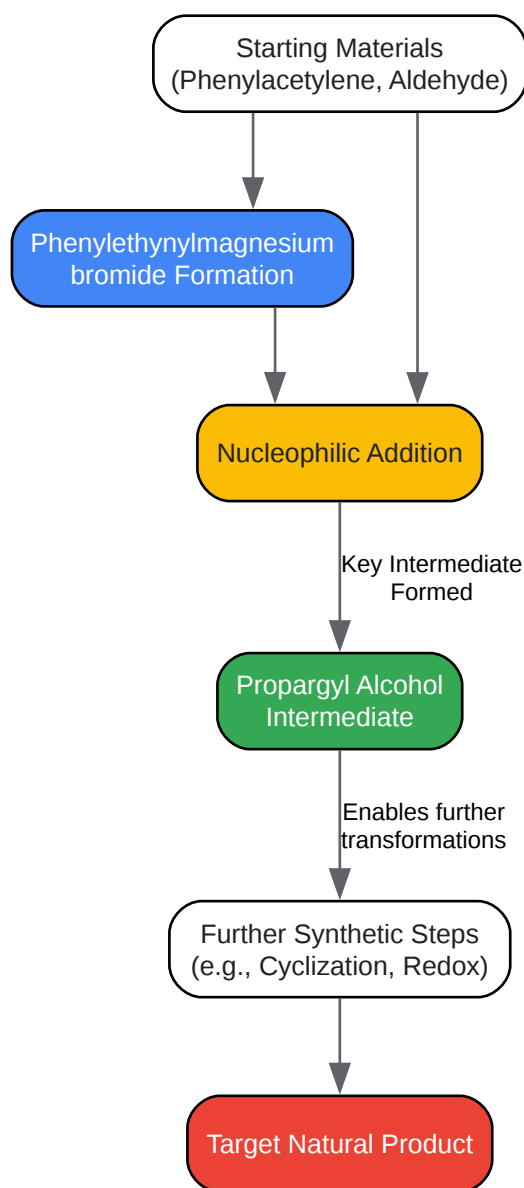 Starting Materials
(Phenylacetylene, Aldehyde)
Phenylethynylmagnesium
bromide Formation
Nucleophilic Addition
Key Intermediate
Formed
Propargyl Alcohol
Intermediate
Enables further
transformations
Further Synthetic Steps
(e.g., Cyclization, Redox)
Target Natural Product